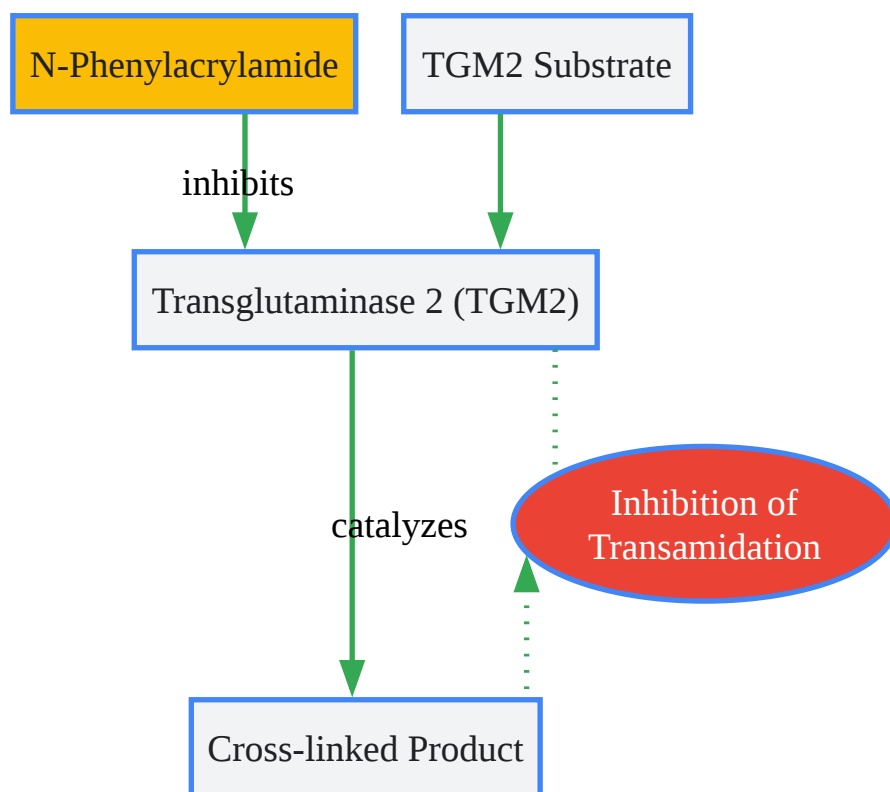 N-Phenylacrylamide
TGM2 Substrate
inhibits
Transglutaminase 2 (TGM2)
catalyzes
Inhibition of
Transamidation
Cross-linked Product